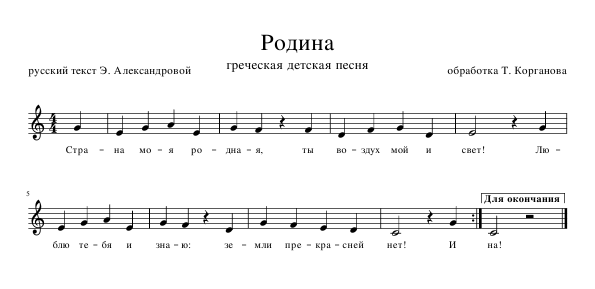 Родина
греческая детская песня
русский текст Э. Александровой
обработка Т. Корганова
Стра - на мо - я ро - дна - я, ты во - здух мой и свет! Лю -
5
Для окончания
блю те - бя и зна - ю: зе - мли пре - кра - сней нет! И на!